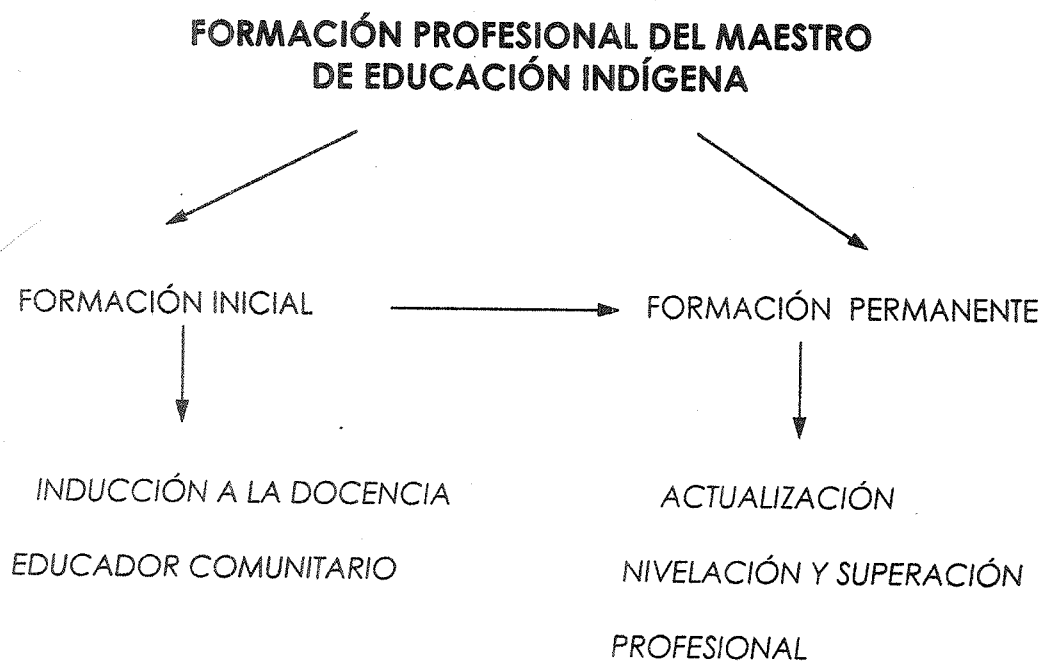 FORMACIÓN PROFESIONAL DEL MAESTRO
DE EDUCACIÓN INDÍGENA
FORMACIÓN INICIAL
FORMACIÓN PERMANENTE
INDUCCIÓN A LA DOCENCIA
EDUCADOR COMUNITARIO
ACTUALIZACIÓN
NIVELACIÓN Y SUPERACIÓN
PROFESIONAL